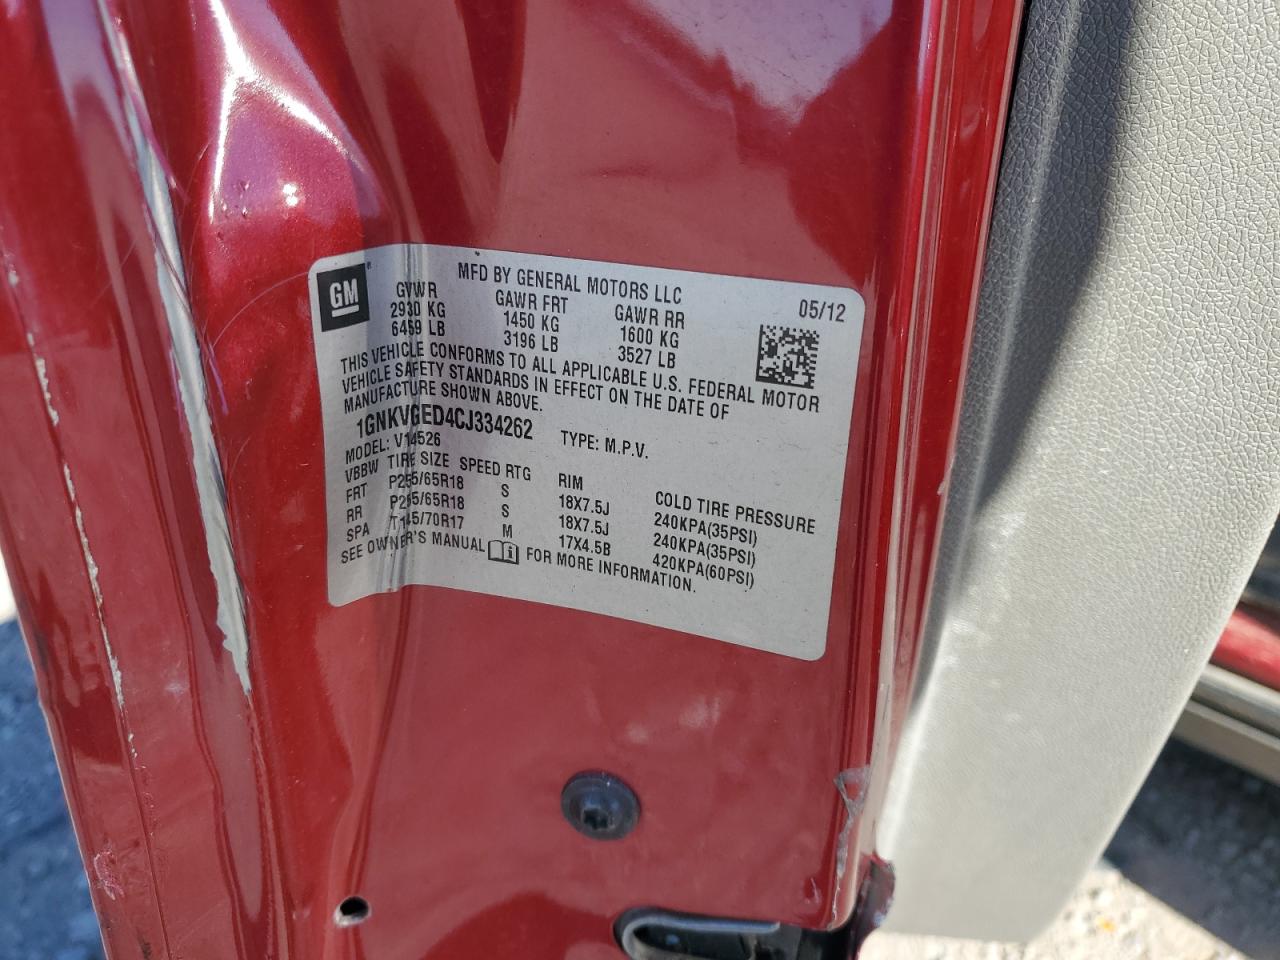 GM
MFD BY GENERAL MOTORS LLC 05/12
GVWR GAWR FRT GAWR RR
2930 KG 1450 KG 1600 KG
6459 LB 3196 LB 3527 LB
THIS VEHICLE CONFORMS TO ALL APPLICABLE U.S. FEDERAL MOTOR
VEHICLE SAFETY STANDARDS IN EFFECT ON THE DATE OF
MANUFACTURE SHOWN ABOVE.
1GNKVGED4CJ334262 TYPE: M.P.V.
MODEL: V14526
VBBW TIRE SIZE SPEED RTG RIM COLD TIRE PRESSURE
FRT P255/65R18 S 18X7.5J 240KPA(35PSI)
RR P255/65R18 S 18X7.5J 240KPA(35PSI)
SPA T145/70R17 M 17X4.5B 420KPA(60PSI)
SEE OWNER'S MANUAL FOR MORE INFORMATION.